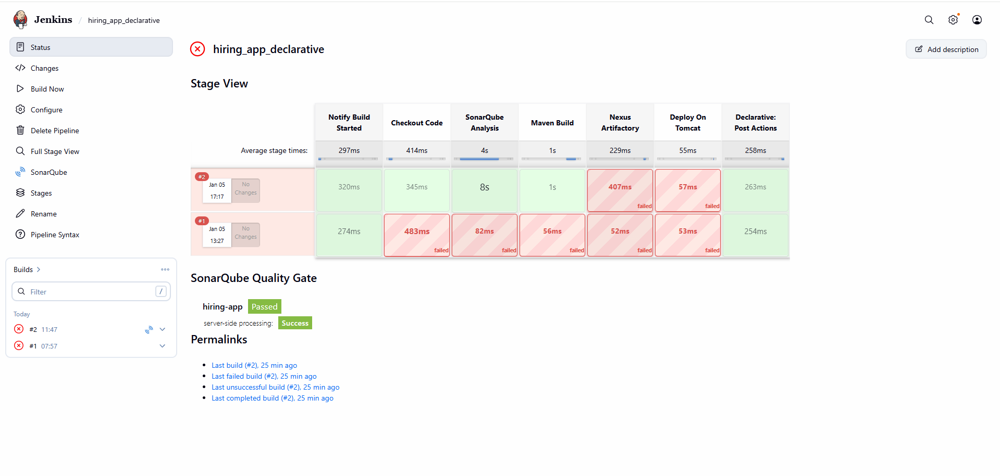 Jenkins / hiring_app_declarative
Status
Changes
Build Now
Configure
Delete Pipeline
Full Stage View
SonarQube
Stages
Rename
Pipeline Syntax
Builds
Filter /
Today
#2 11:47
#1 07:57
hiring_app_declarative
Add description
Stage View
Notify Build
Started
Checkout Code
SonarQube
Analysis
Maven Build
Nexus
Artifactory
Deploy On
Tomcat
Declarative:
Post Actions
Average stage times: 297ms 414ms 4s 1s 229ms 55ms 258ms
#2
Jan 05
17:17
No
Changes
320ms 345ms 8s 1s 407ms 57ms 263ms
failed failed
#1
Jan 05
13:27
No
Changes
274ms 483ms 82ms 56ms 52ms 53ms 254ms
failed failed failed failed failed
SonarQube Quality Gate
hiring-app Passed
server-side processing: Success
Permalinks
Last build (#2), 25 min ago
Last failed build (#2), 25 min ago
Last unsuccessful build (#2), 25 min ago
Last completed build (#2), 25 min ago